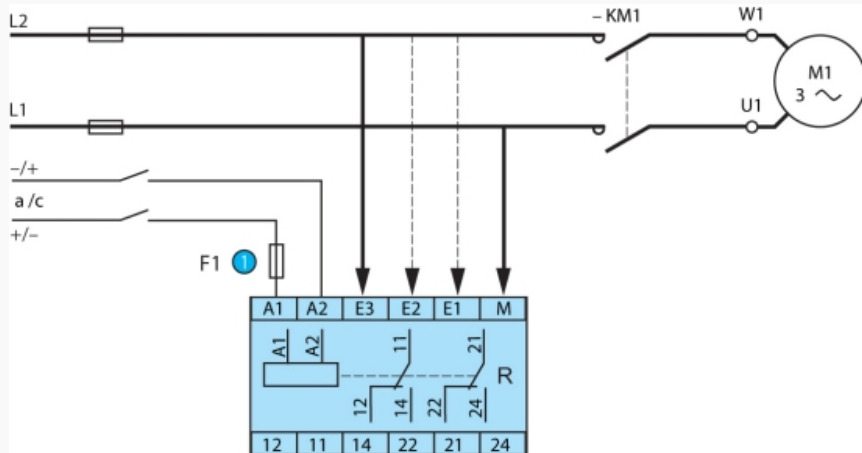 L2
– KM1
W1
M1
3
L1
U1
–/+
a /c
+/–
F1 1
A1 A2 E3 E2 E1 M
A1 A2 11 21
R
12 14 22 24
12 11 14 22 21 24